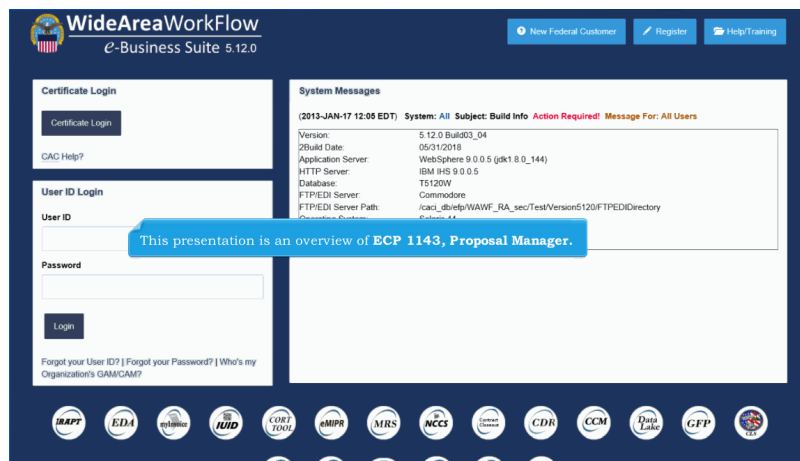 WideAreaWorkFlow
e-Business Suite 5.12.0
New Federal Customer
Register
Help/Training
Certificate Login
Certificate Login
CAC Help?
User ID Login
User ID
Password
Login
Forgot your User ID? | Forgot your Password? | Who's my
Organization's GAM/CAM?
System Messages
(2013-JAN-17 12:05 EDT) System: All Subject: Build Info Action Required! Message For: All Users
Version: 5.12.0 Build03_04
2Build Date: 05/31/2018
Application Server: WebSphere 9.0.0.5 (jdk1.8.0_144)
HTTP Server: IBM IHS 9.0.0.5
Database: T5120W
FTP/EDI Server: Commodore
FTP/EDI Server Path: /caci_db/efp/WAWF_RA_sec/Test/Version5120/FTPEDIDirectory
This presentation is an overview of ECP 1143, Proposal Manager.
IRAPT
EDA
myInvoice
IUID
CORT TOOL
eMIPR
MRS
NCCS
Contract Closeout
CDR
CCM
Data Lake
GFP
CLS